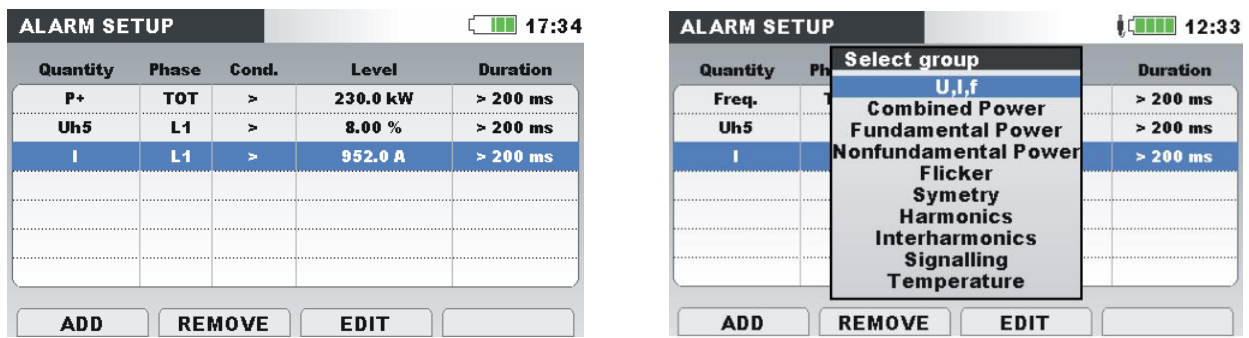 ALARM SETUP 17:34
Quantity Phase Cond. Level Duration
P+ TOT > 230.0 kW > 200 ms
Uh5 L1 > 8.00 % > 200 ms
I L1 > 952.0 A > 200 ms
ADD REMOVE EDIT
ALARM SETUP 12:33
Quantity Ph Duration
Freq. T > 200 ms
Uh5 > 200 ms
I > 200 ms
Select group
U,I,f
Combined Power
Fundamental Power
Nonfundamental Power
Flicker
Symetry
Harmonics
Interharmonics
Signalling
Temperature
ADD REMOVE EDIT